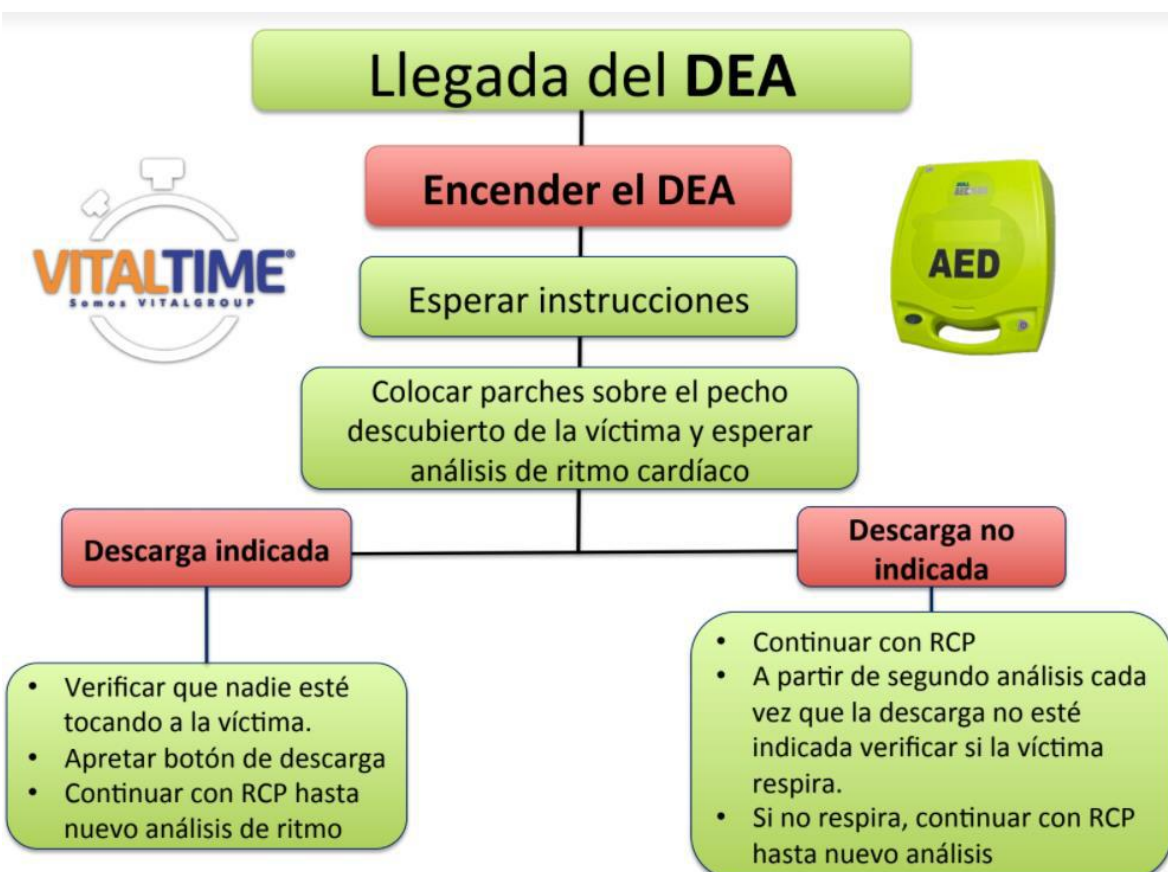 Llegada del DEA
Encender el DEA
VITALTIME®
Somos VITALGROUP
AED
Esperar instrucciones
Colocar parches sobre el pecho
descubierto de la víctima y esperar
análisis de ritmo cardíaco
Descarga indicada
• Verificar que nadie esté
tocando a la víctima.
• Apretar botón de descarga
• Continuar con RCP hasta
nuevo análisis de ritmo
Descarga no
indicada
• Continuar con RCP
• A partir de segundo análisis cada
vez que la descarga no esté
indicada verificar si la víctima
respira.
• Si no respira, continuar con RCP
hasta nuevo análisis